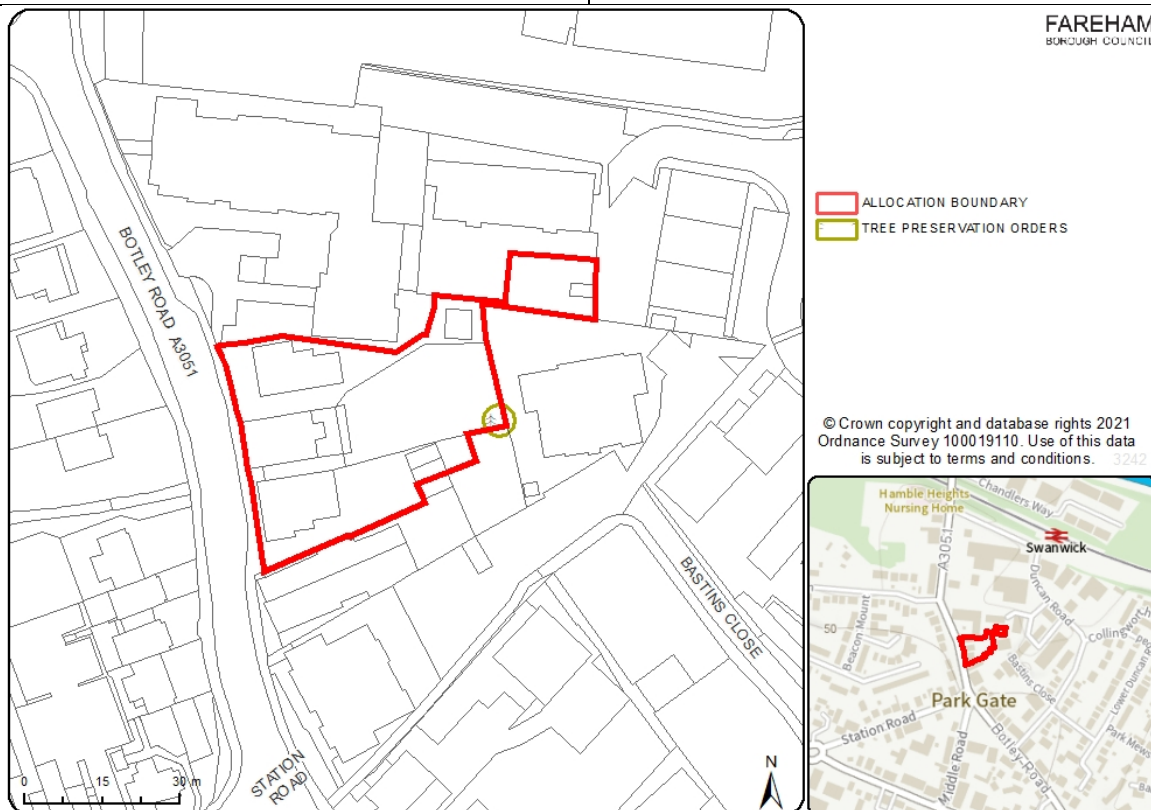 FAREHAM
BOROUGH COUNCIL
BOTLEY ROAD A3051
ALLOCATION BOUNDARY
TREE PRESERVATION ORDERS
© Crown copyright and database rights 2021
Ordnance Survey 100019110. Use of this data
is subject to terms and conditions. 3242
BASTINS CLOSE
STATION
ROAD
0 15 30 m
N
Hamble Heights
Nursing Home
Chandlers Way
A3051
Swanwick
Duncan Road
Beacon Mount
50
Bastins Close
Lower Duncan Ro
Park Gate
Station Road
Middle Road
Botley Road
Park Mews